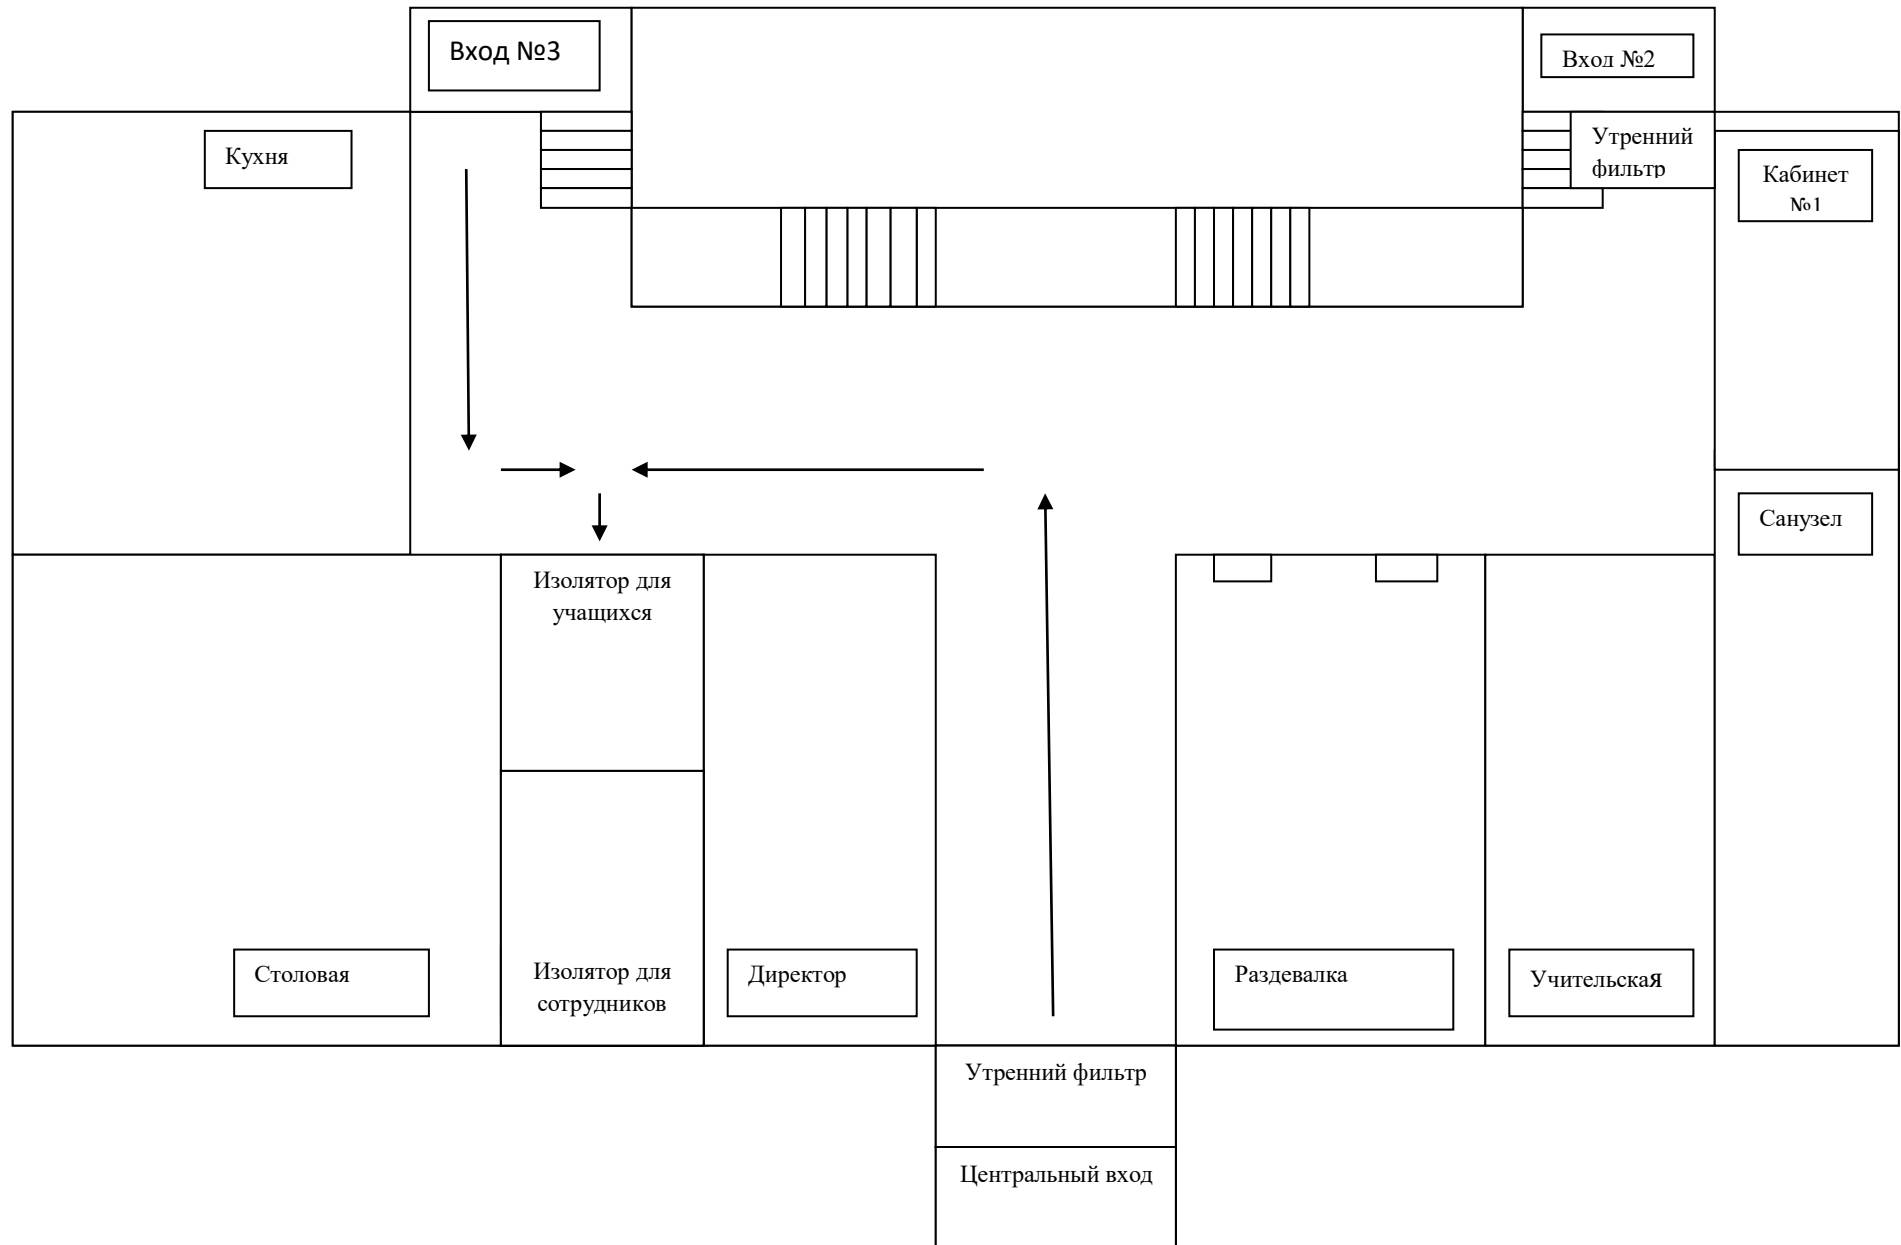 Вход №3
Вход №2
Кухня
Утренний
фильтр
Кабинет
№1
Санузел
Изолятор для
учащихся
Столовая
Изолятор для
сотрудников
Директор
Раздевалка
Учительская
Утренний фильтр
Центральный вход